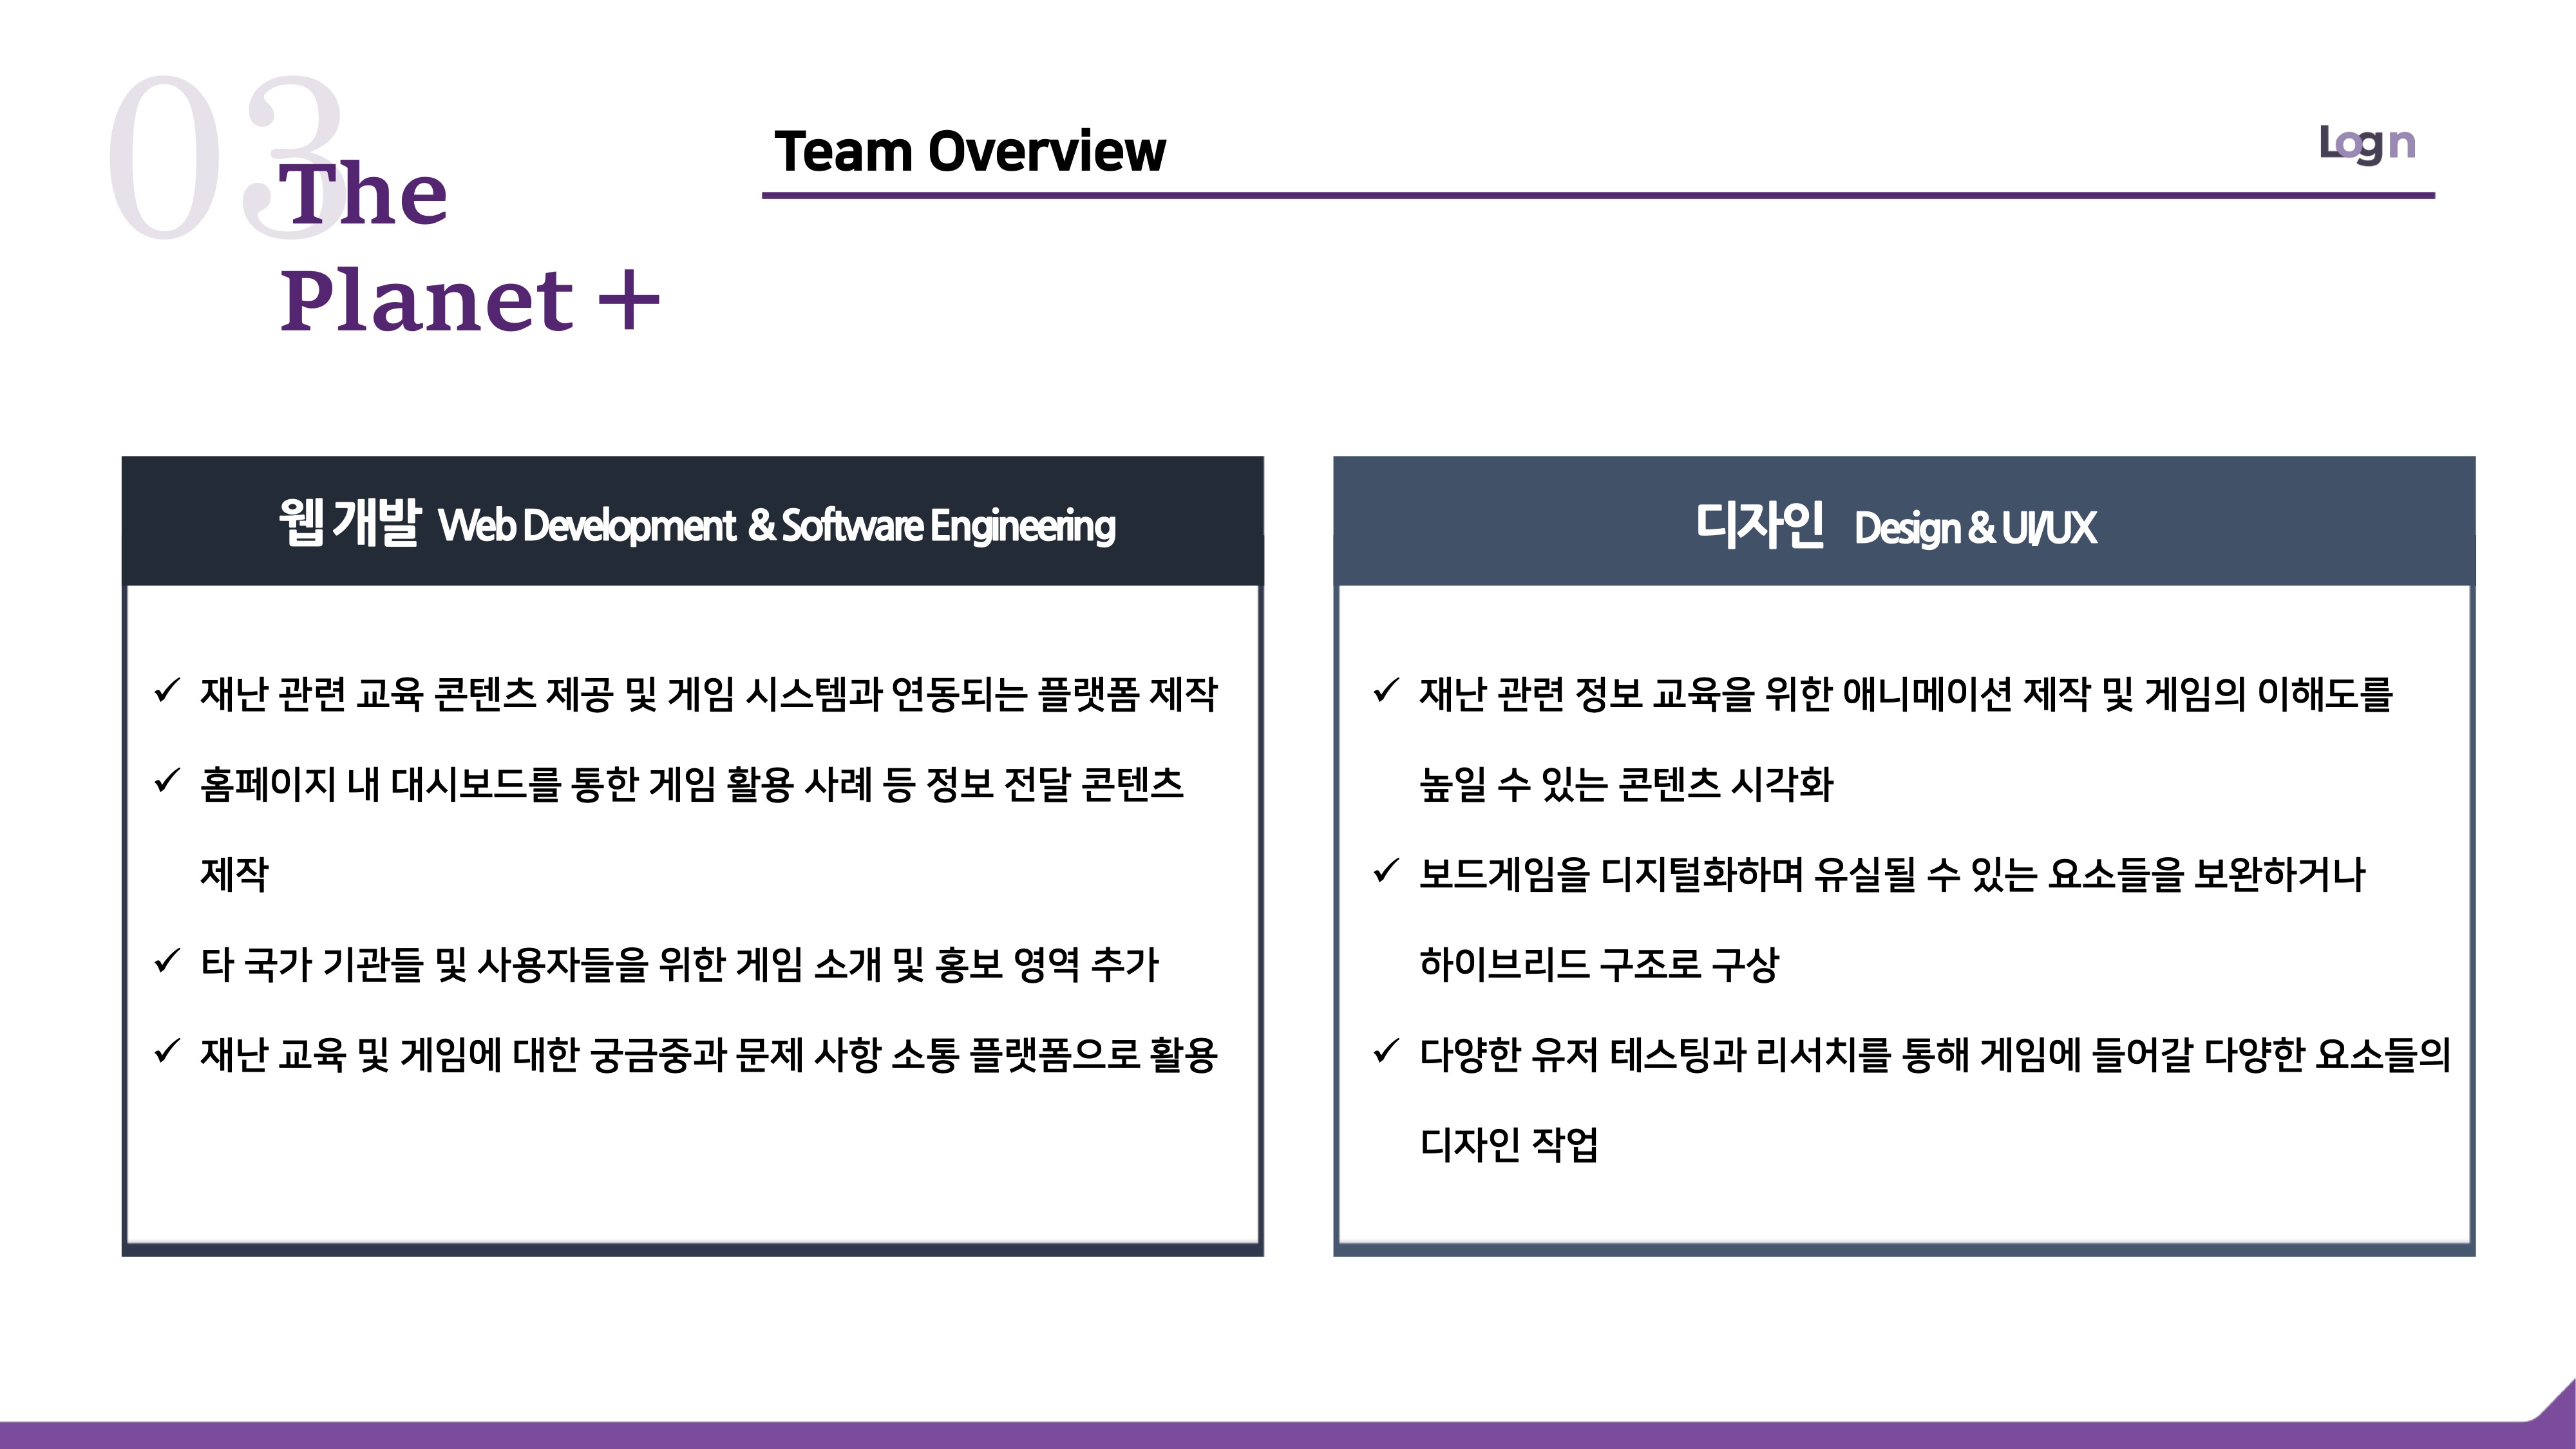 03
The
Planet +
Team Overview
Logn
웹 개발 Web Development & Software Engineering
재난 관련 교육 콘텐츠 제공 및 게임 시스템과 연동되는 플랫폼 제작
홈페이지 내 대시보드를 통한 게임 활용 사례 등 정보 전달 콘텐츠
제작
타 국가 기관들 및 사용자들을 위한 게임 소개 및 홍보 영역 추가
재난 교육 및 게임에 대한 궁금중과 문제 사항 소통 플랫폼으로 활용
디자인 Design & UI/UX
재난 관련 정보 교육을 위한 애니메이션 제작 및 게임의 이해도를
높일 수 있는 콘텐츠 시각화
보드게임을 디지털화하며 유실될 수 있는 요소들을 보완하거나
하이브리드 구조로 구상
다양한 유저 테스팅과 리서치를 통해 게임에 들어갈 다양한 요소들의
디자인 작업